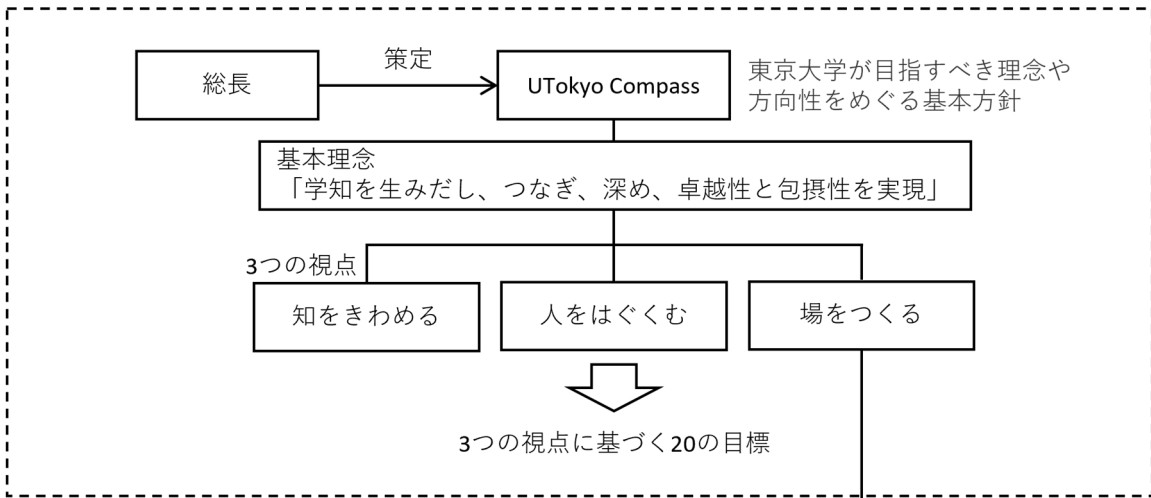 総長
策定
UTokyo Compass
東京大学が目指すべき理念や
方向性をめぐる基本方針
基本理念
「学知を生みだし、つなぎ、深め、卓越性と包摂性を実現」
3つの視点
知をきわめる
人をはぐくむ
場をつくる
3つの視点に基づく20の目標